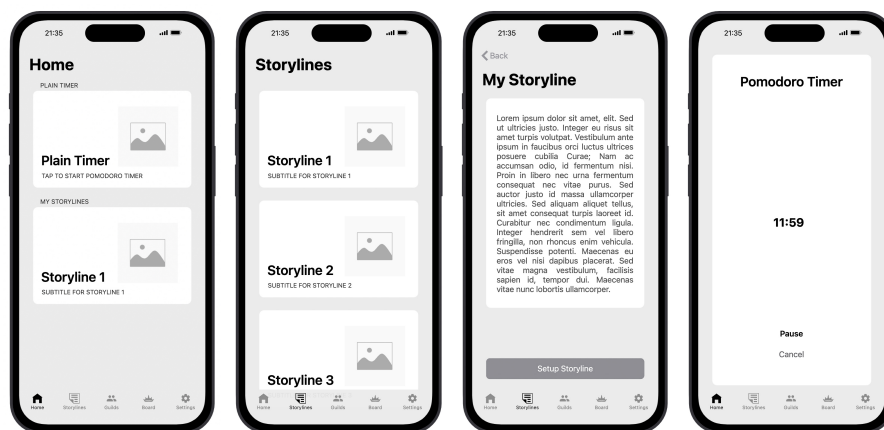 21:35
Home
PLAIN TIMER
Plain Timer
TAP TO START POMODORO TIMER
MY STORYLINES
Storyline 1
SUBTITLE FOR STORYLINE 1
Home Storylines Guilds Board Settings
21:35
Storylines
Storyline 1
SUBTITLE FOR STORYLINE 1
Storyline 2
SUBTITLE FOR STORYLINE 2
Storyline 3
Home Storylines Guilds Board Settings
21:35
Back
My Storyline
Lorem ipsum dolor sit amet, elit. Sed
ut ultricies justo. Integer eu risus sit
amet turpis volutpat. Vestibulum ante
ipsum in faucibus orci luctus ultrices
posuere cubilia Curae; Nam ac
accumsan odio, id fermentum nisi.
Proin in libero nec urna fermentum
consequat nec vitae purus. Sed
auctor justo id massa ullamcorper
ultricies. Sed aliquam aliquet tellus,
sit amet consequat turpis laoreet id.
Curabitur nec condimentum ligula.
Integer hendrerit sem vel libero
fringilla, non rhoncus enim vehicula.
Suspendisse potenti. Maecenas eu
eros vel nisi dapibus placerat. Sed
vitae magna vestibulum, facilisis
sapien id, tempor dui. Maecenas
vitae nunc lobortis ullamcorper.
Setup Storyline
Home Storylines Guilds Board Settings
21:35
Pomodoro Timer
11:59
Pause
Cancel
Home Storylines Guilds Board Settings